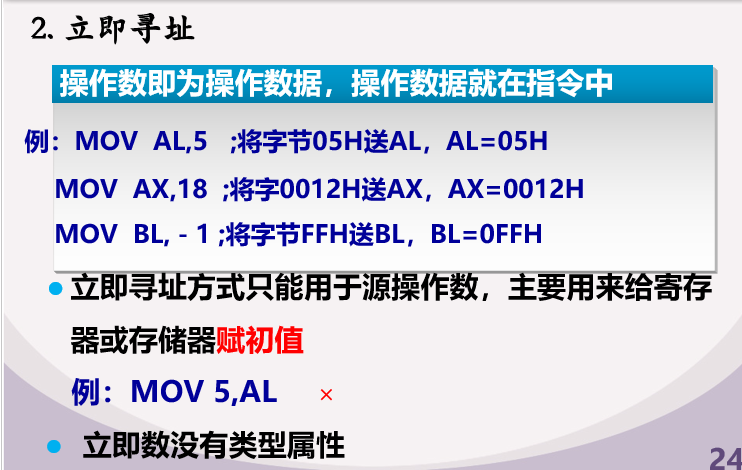 2. 立即寻址
操作数即为操作数据，操作数据就在指令中
例：MOV AL,5 ;将字节05H送AL，AL=05H
MOV AX,18 ;将字0012H送AX，AX=0012H
MOV BL, - 1 ;将字节FFH送BL，BL=0FFH
● 立即寻址方式只能用于源操作数，主要用来给寄存
器或存储器赋初值
例：MOV 5,AL ×
● 立即数没有类型属性
24